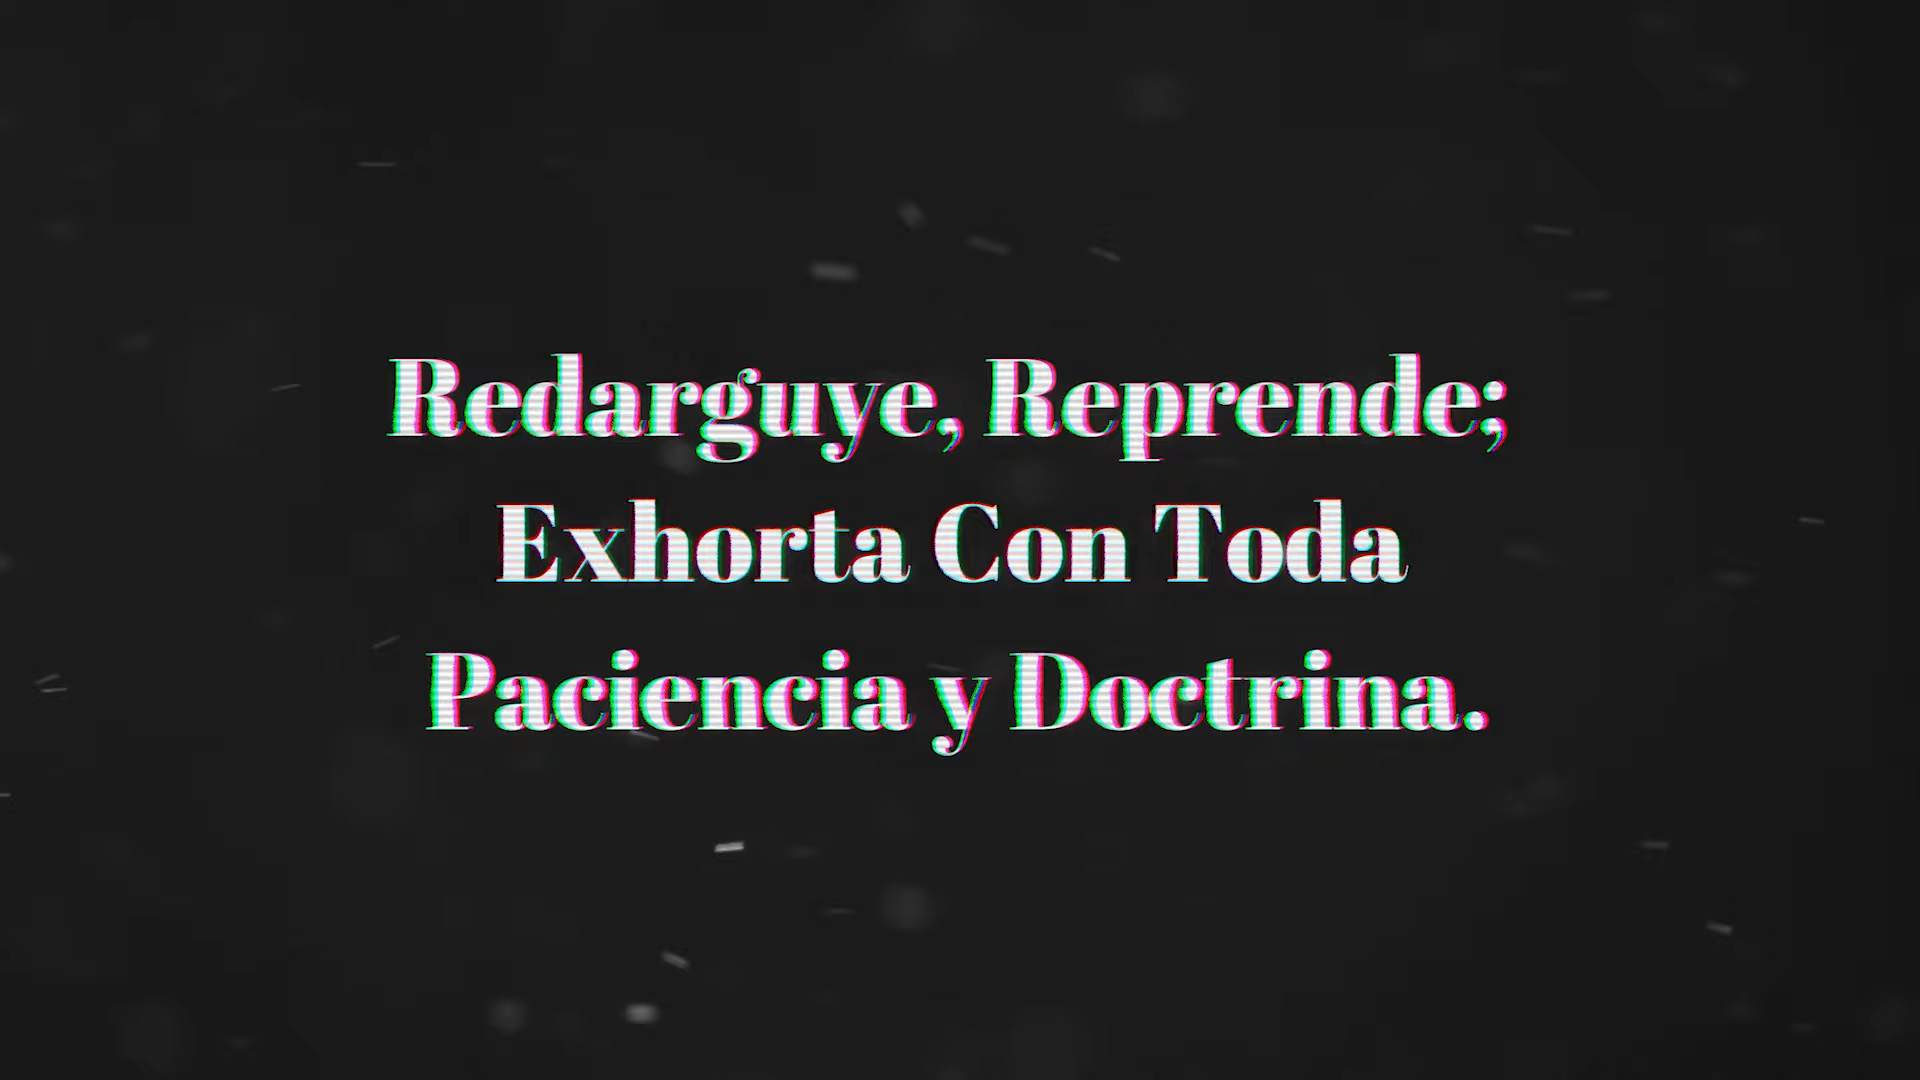 Redarguye, Reprende;
Exhorta Con Toda
Paciencia y Doctrina.